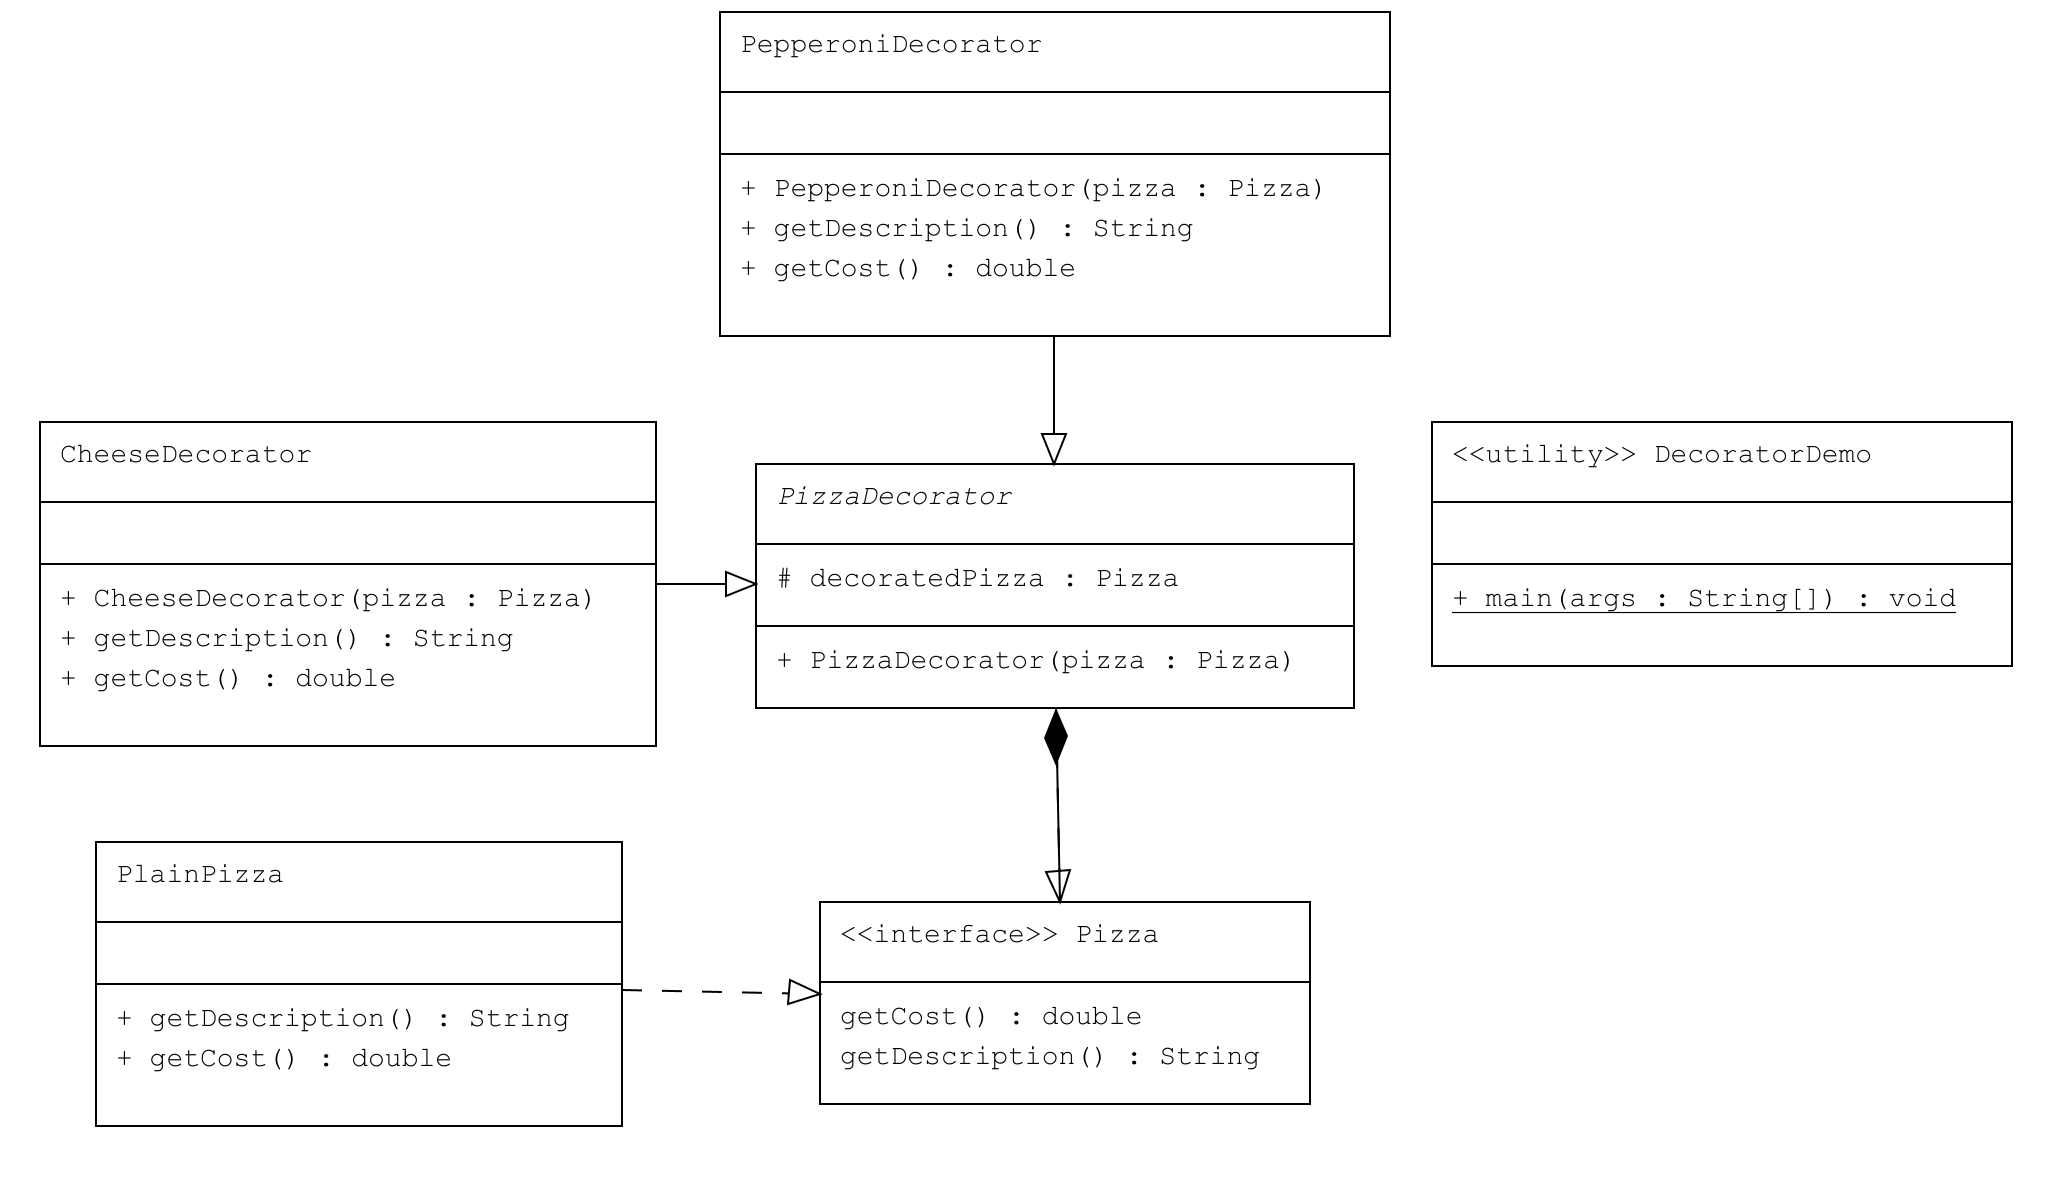 PepperoniDecorator
+ PepperoniDecorator(pizza : Pizza)
+ getDescription() : String
+ getCost() : double
CheeseDecorator
+ CheeseDecorator(pizza : Pizza)
+ getDescription() : String
+ getCost() : double
PizzaDecorator
# decoratedPizza : Pizza
+ PizzaDecorator(pizza : Pizza)
<<utility>> DecoratorDemo
+ main(args : String[]) : void
PlainPizza
+ getDescription() : String
+ getCost() : double
<<interface>> Pizza
getCost() : double
getDescription() : String